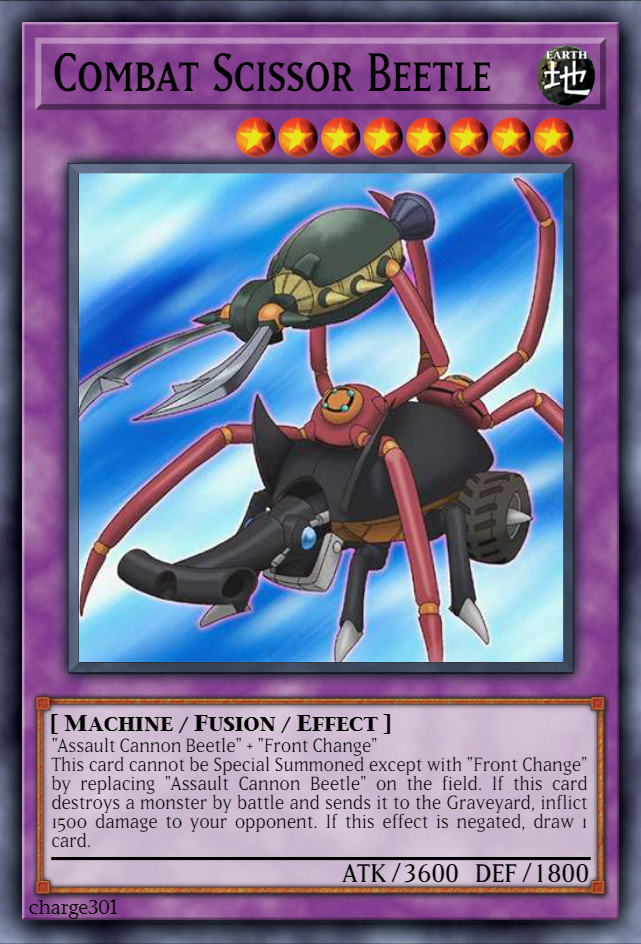 Combat Scissor Beetle
EARTH
地
[ Machine / Fusion / Effect ]
"Assault Cannon Beetle" + "Front Change"
This card cannot be Special Summoned except with "Front Change"
by replacing "Assault Cannon Beetle" on the field. If this card
destroys a monster by battle and sends it to the Graveyard, inflict
1500 damage to your opponent. If this effect is negated, draw 1
card.
ATK/3600 DEF/1800
charge301